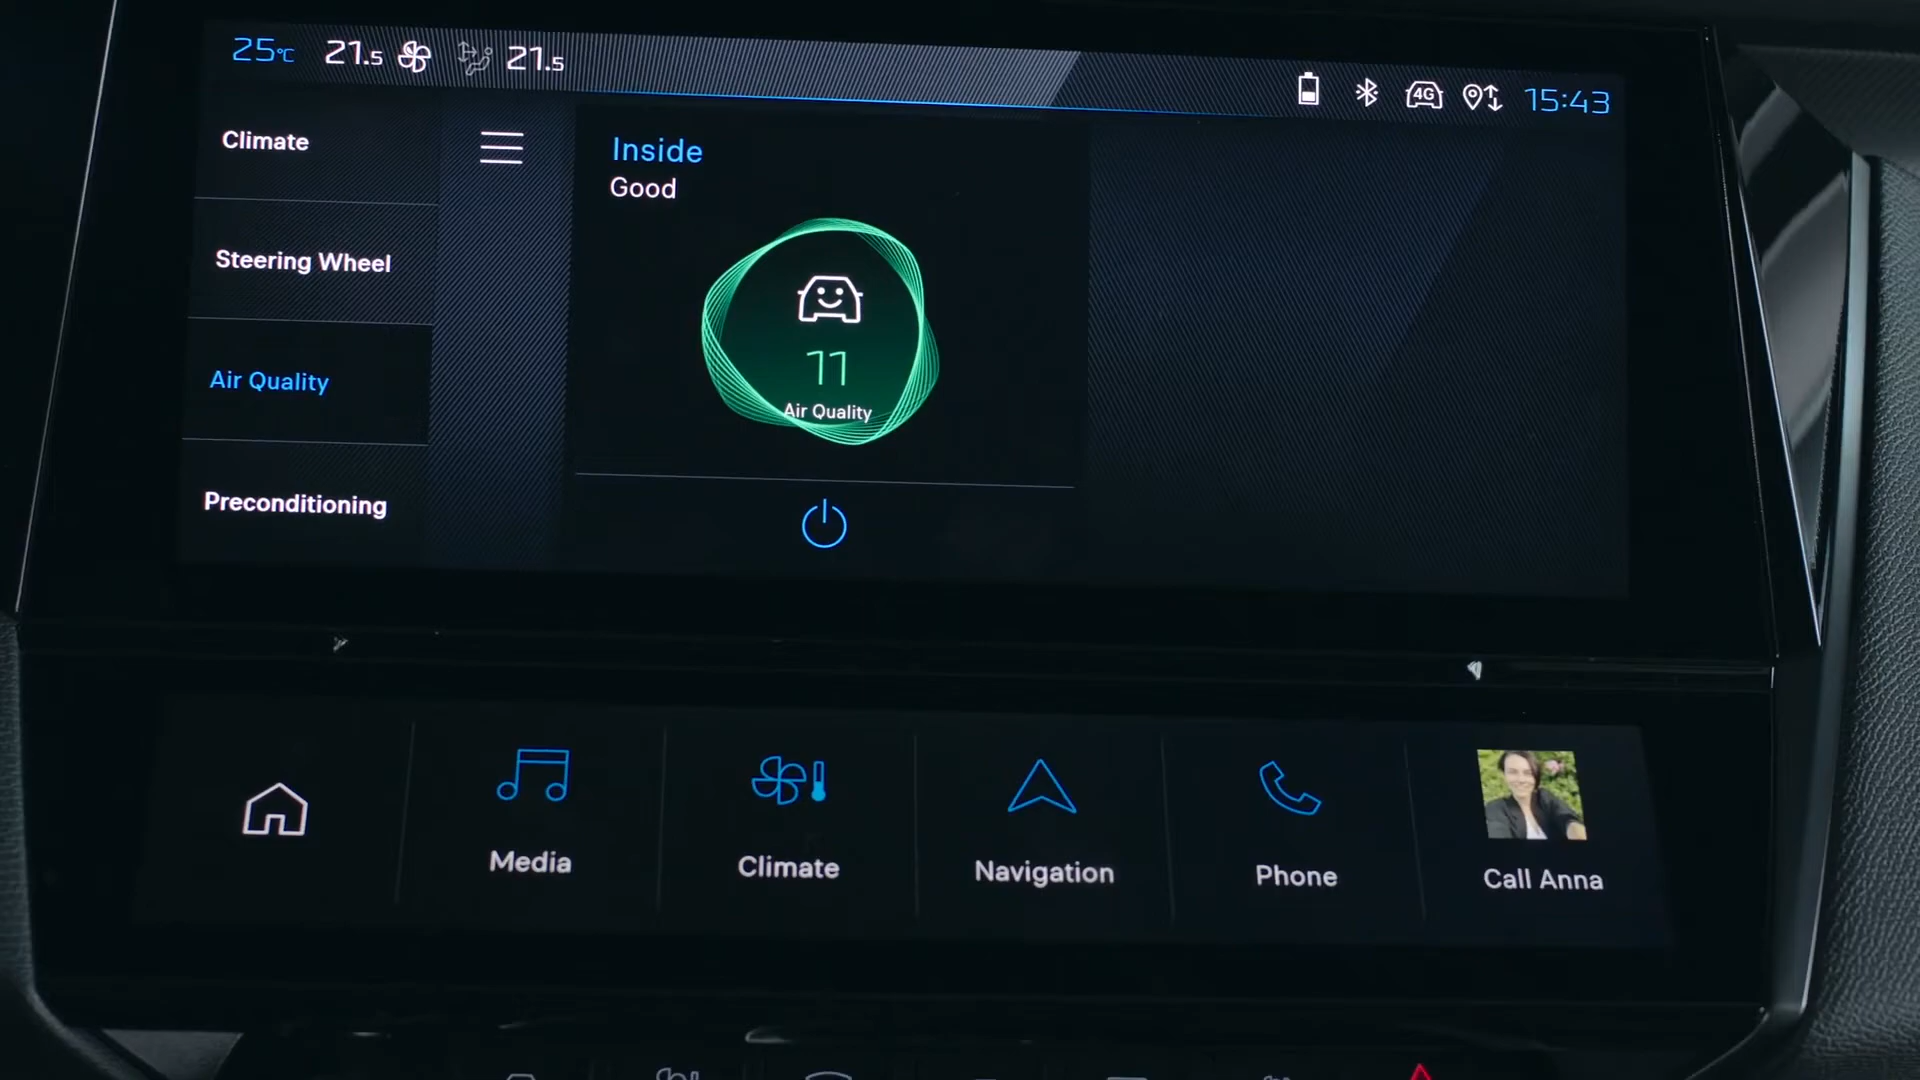 25°C 21.5 21.5 4G 15:43
Climate
Steering Wheel
Air Quality
Preconditioning
Inside
Good
11
Air Quality
Media
Climate
Navigation
Phone
Call Anna